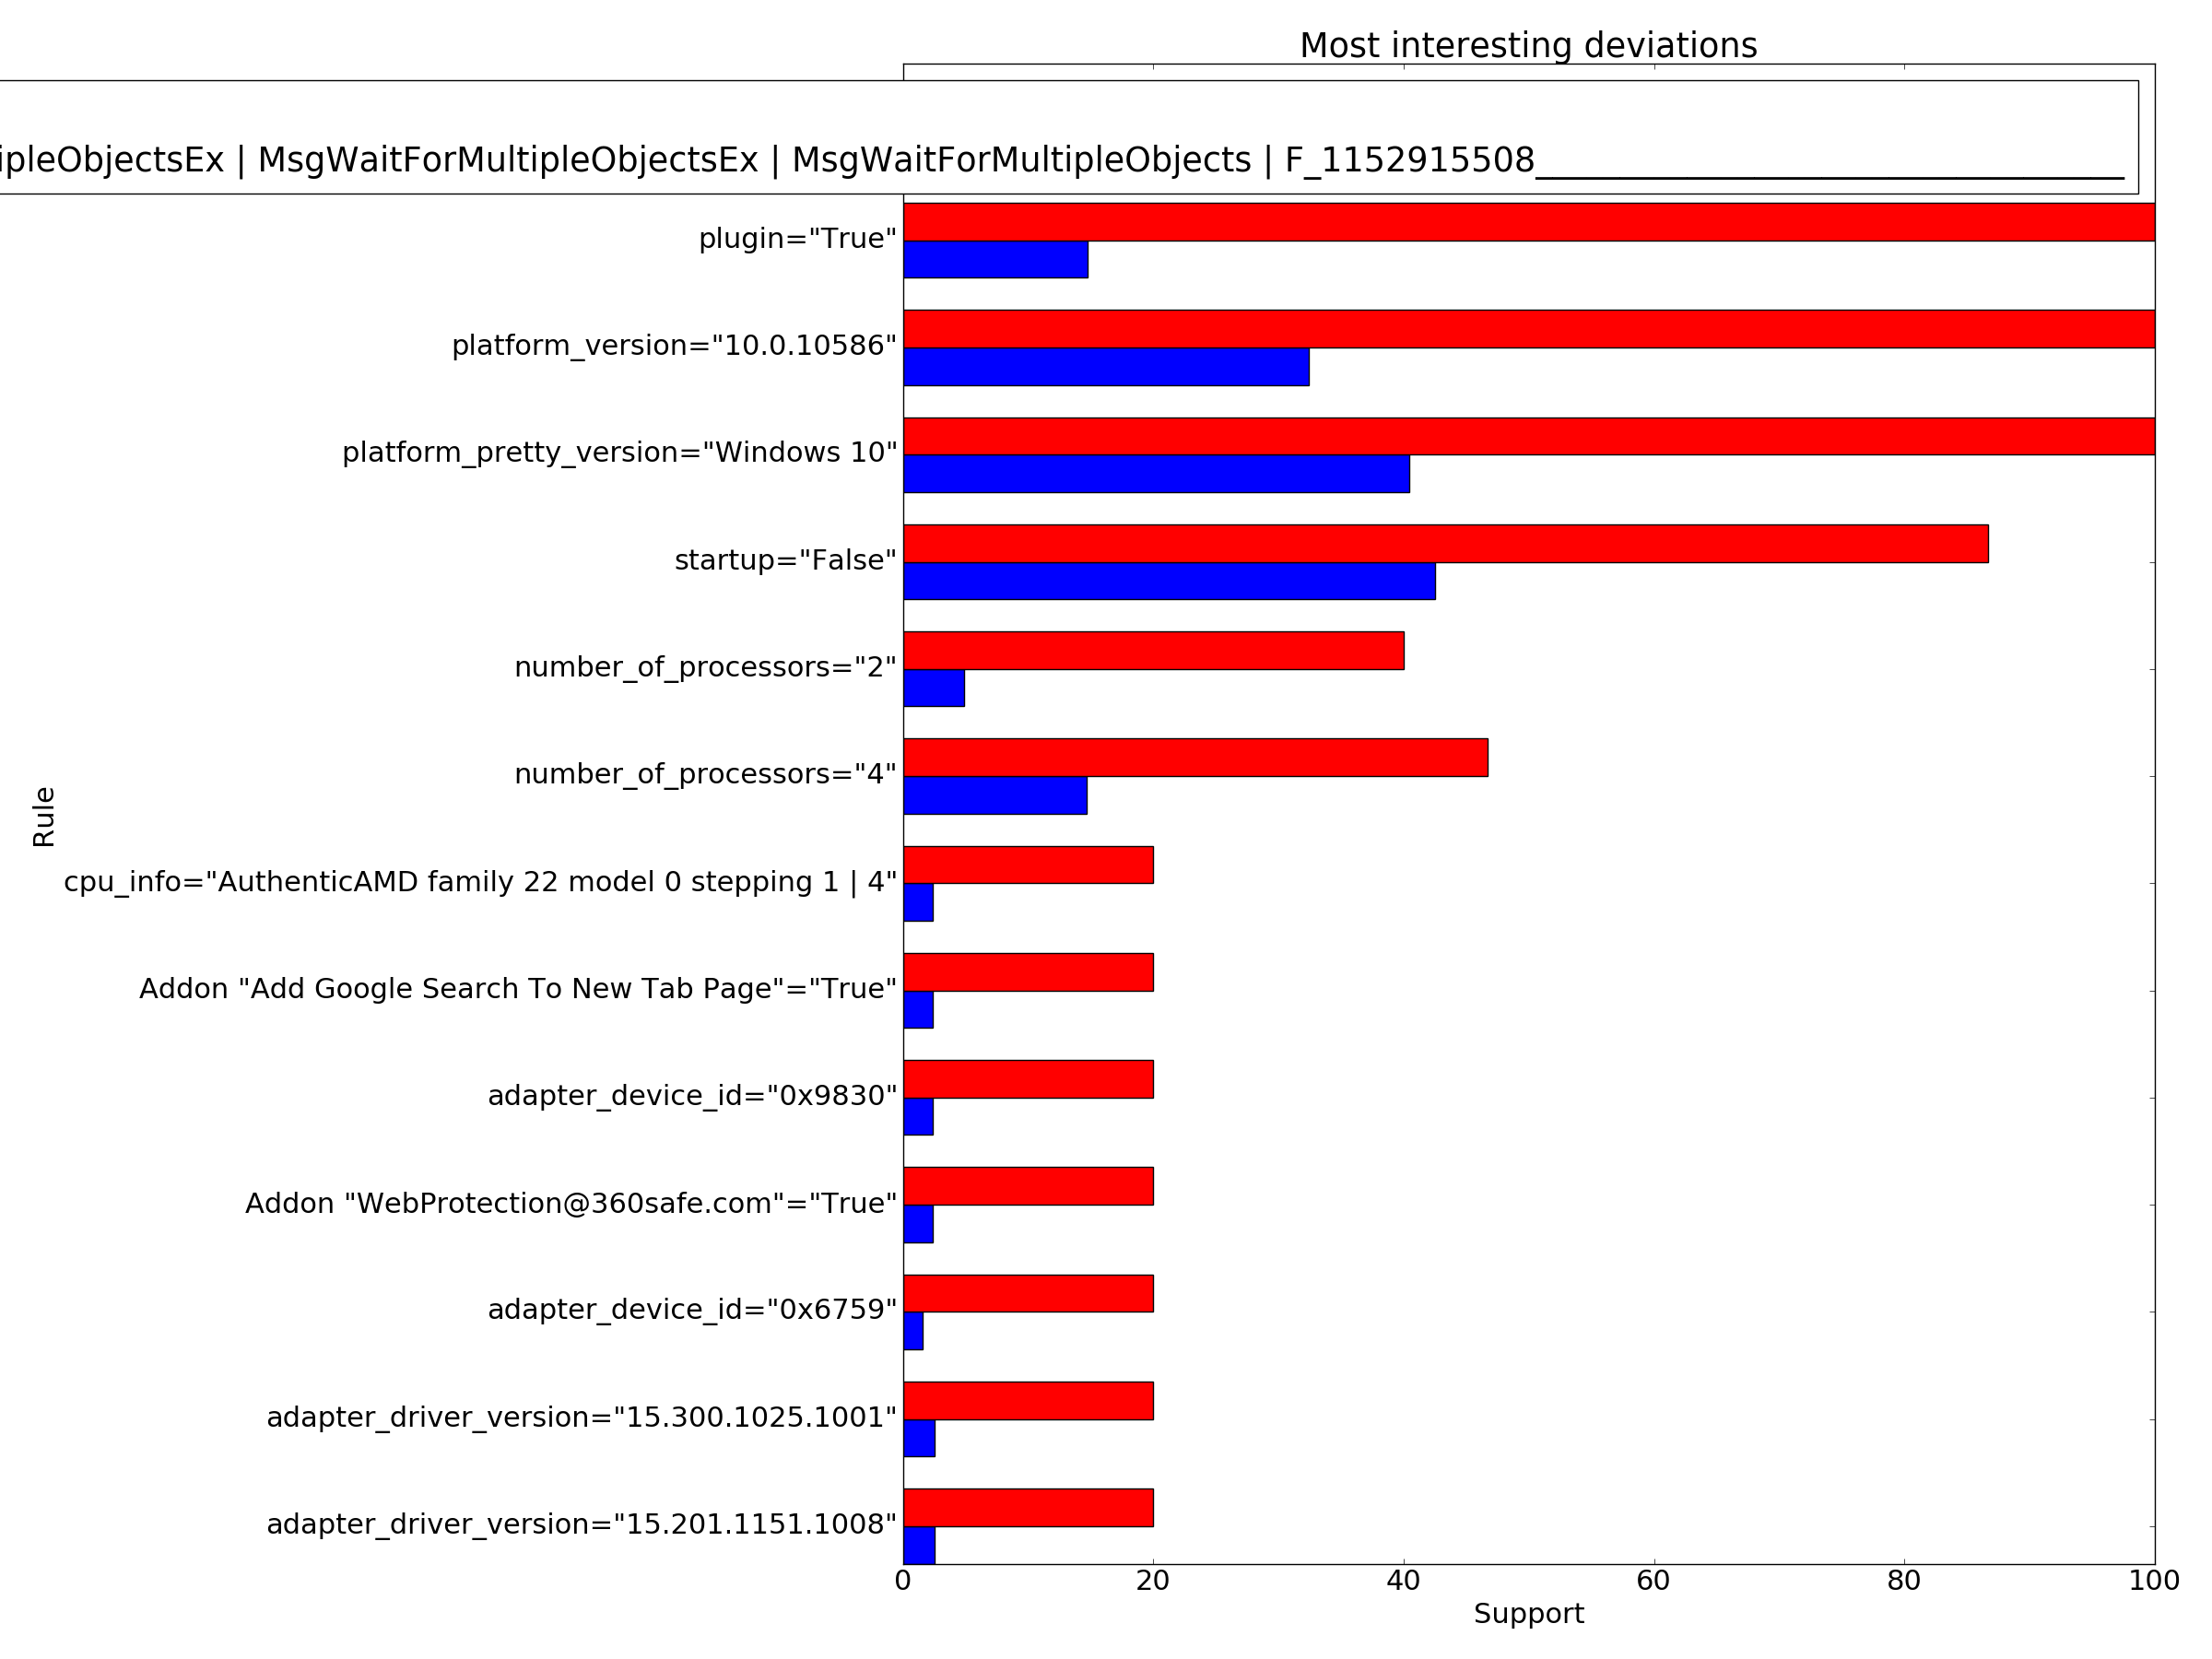 Most interesting deviations
ipleObjectsEx | MsgWaitForMultipleObjectsEx | MsgWaitForMultipleObjects | F_1152915508________________________________
plugin="True"
platform_version="10.0.10586"
platform_pretty_version="Windows 10"
startup="False"
number_of_processors="2"
number_of_processors="4"
Rule
cpu_info="AuthenticAMD family 22 model 0 stepping 1 | 4"
Addon "Add Google Search To New Tab Page"="True"
adapter_device_id="0x9830"
Addon "WebProtection@360safe.com"="True"
adapter_device_id="0x6759"
adapter_driver_version="15.300.1025.1001"
adapter_driver_version="15.201.1151.1008"
0 20 40 60 80 100
Support